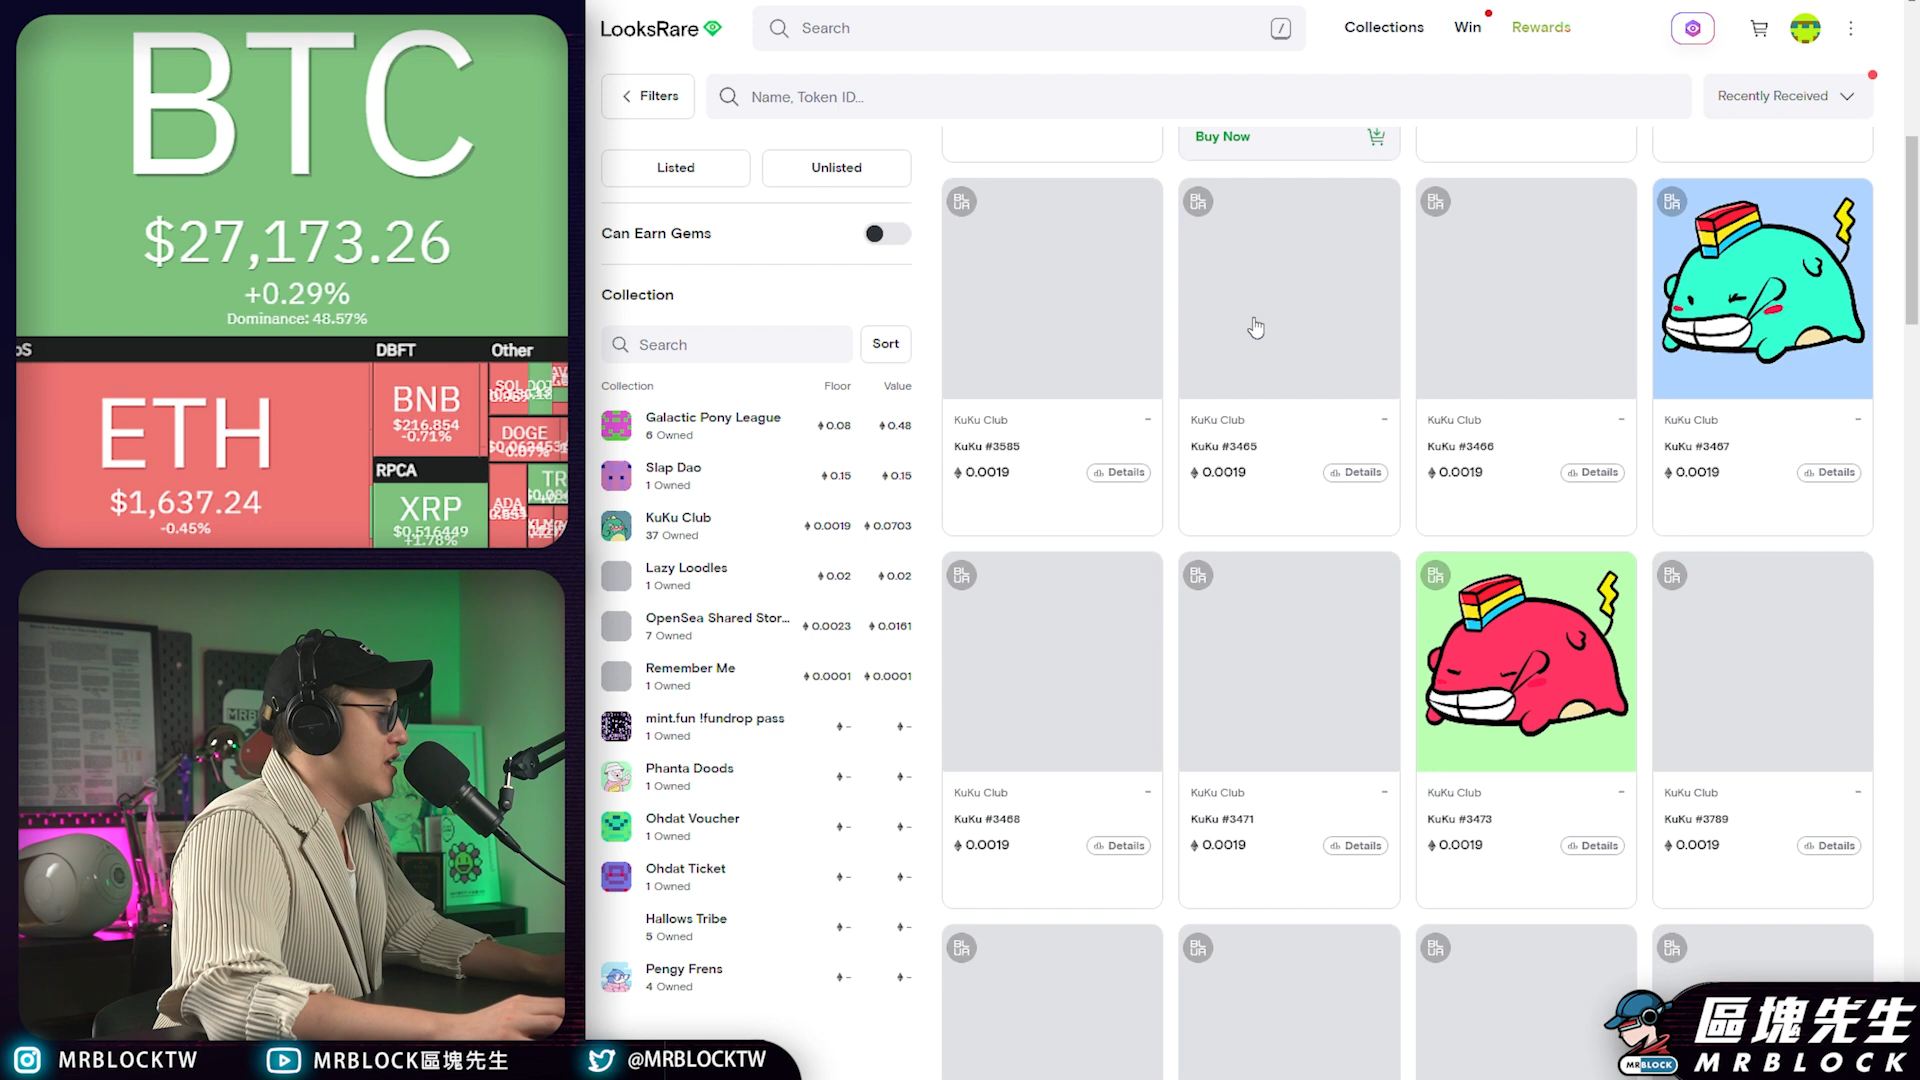 BTC
$27,173.26
+0.29%
Dominance: 48.57%
DBFT
Other
ETH
$1,637.24
-0.45%
BNB
$216.854
-0.71%
DOGE
RPCA
XRP
$0.516449
+1.78%
SOL
ADA
TR
LooksRare
Search
/
Collections
Win
Rewards
Filters
Name, Token ID...
Recently Received
Listed
Unlisted
Can Earn Gems
Collection
Search
Sort
Collection Floor Value
Galactic Pony League
6 Owned
0.08 0.48
Slap Dao
1 Owned
0.15 0.15
KuKu Club
37 Owned
0.0019 0.0703
Lazy Loodles
1 Owned
0.02 0.02
OpenSea Shared Stor...
7 Owned
0.0023 0.0161
Remember Me
1 Owned
0.0001 0.0001
mint.fun !fundrop pass
1 Owned
- -
Phanta Doods
1 Owned
- -
Ohdat Voucher
1 Owned
- -
Ohdat Ticket
1 Owned
- -
Hallows Tribe
5 Owned
- -
Pengy Frens
4 Owned
- -
Buy Now
KuKu Club -
KuKu #3585
0.0019 Details
KuKu Club -
KuKu #3465
0.0019 Details
KuKu Club -
KuKu #3466
0.0019 Details
KuKu Club -
KuKu #3467
0.0019 Details
KuKu Club -
KuKu #3468
0.0019 Details
KuKu Club -
KuKu #3471
0.0019 Details
KuKu Club -
KuKu #3473
0.0019 Details
KuKu Club -
KuKu #3789
0.0019 Details
MRBLOCKTW
MRBLOCK區塊先生
@MRBLOCKTW
MRBLOCK
區塊先生
MRBLOCK